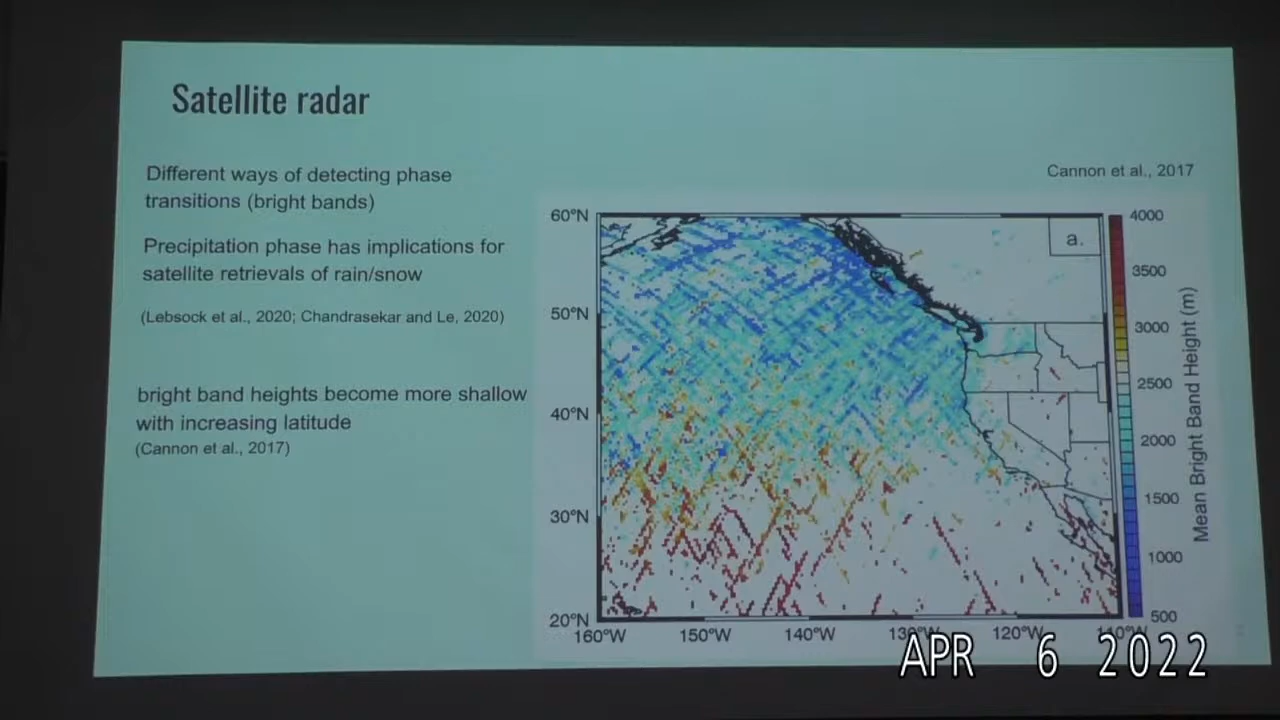 Satellite radar
Different ways of detecting phase
transitions (bright bands)
Precipitation phase has implications for
satellite retrievals of rain/snow
(Lebsock et al., 2020; Chandrasekar and Le, 2020)
bright band heights become more shallow
with increasing latitude
(Cannon et al., 2017)
Cannon et al., 2017
a.
60°N
50°N
40°N
30°N
20°N
160°W 150°W 140°W 130°W 120°W 110°W
4000
3500
3000
2500
2000
1500
1000
500
Mean Bright Band Height (m)
APR 6 2022